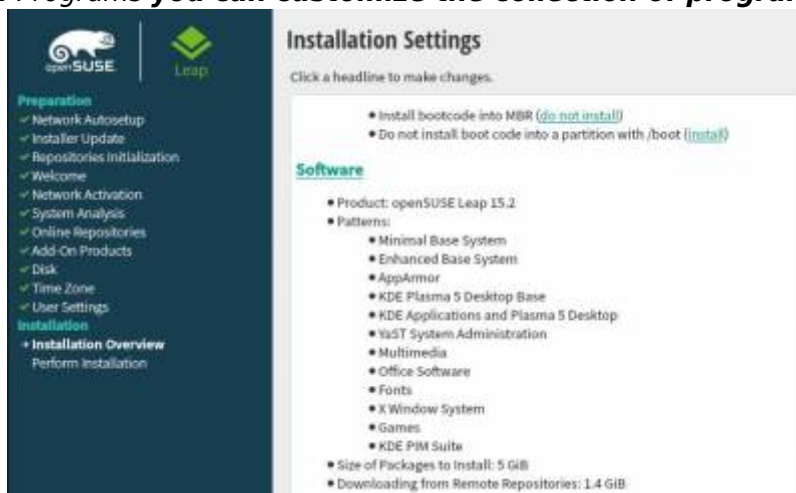 Programs you can customize the collection of progra
openSUSE
Leap
Preparation
Network Autosetup
Installer Update
Repositories Initialization
Welcome
Network Activation
System Analysis
Online Repositories
Add-On Products
Disk
Time Zone
User Settings
Installation
Installation Overview
Perform Installation
Installation Settings
Click a headline to make changes.
Install bootcode into MBR (do not install)
Do not install boot code into a partition with /boot (install)
Software
Product: openSUSE Leap 15.2
Patterns:
Minimal Base System
Enhanced Base System
AppArmor
KDE Plasma 5 Desktop Base
KDE Applications and Plasma 5 Desktop
YaST System Administration
Multimedia
Office Software
Fonts
X Window System
Games
KDE PIM Suite
Size of Packages to Install: 5 GiB
Downloading from Remote Repositories: 1.4 GiB